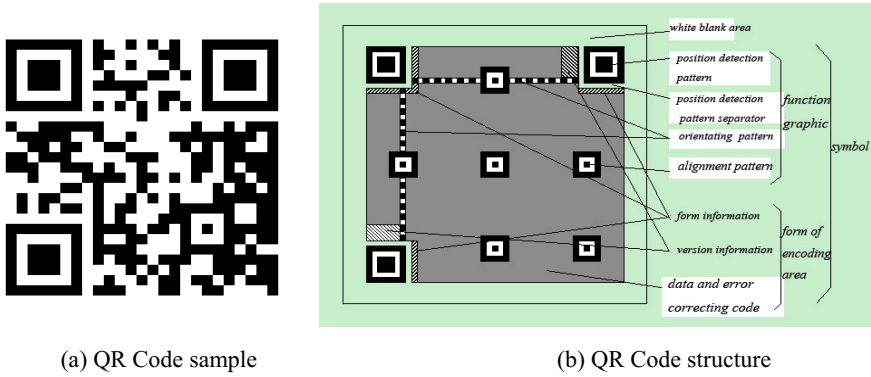 white blank area
position detection
pattern
position detection
pattern separator
orientating pattern
alignment pattern
function
graphic
symbol
form information
version information
form of
encoding
area
data and error
correcting code
(a) QR Code sample
(b) QR Code structure